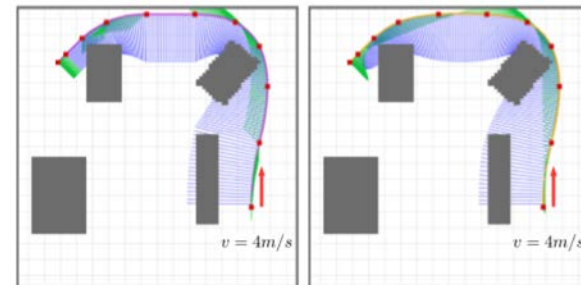 v = 4m/s
v = 4m/s